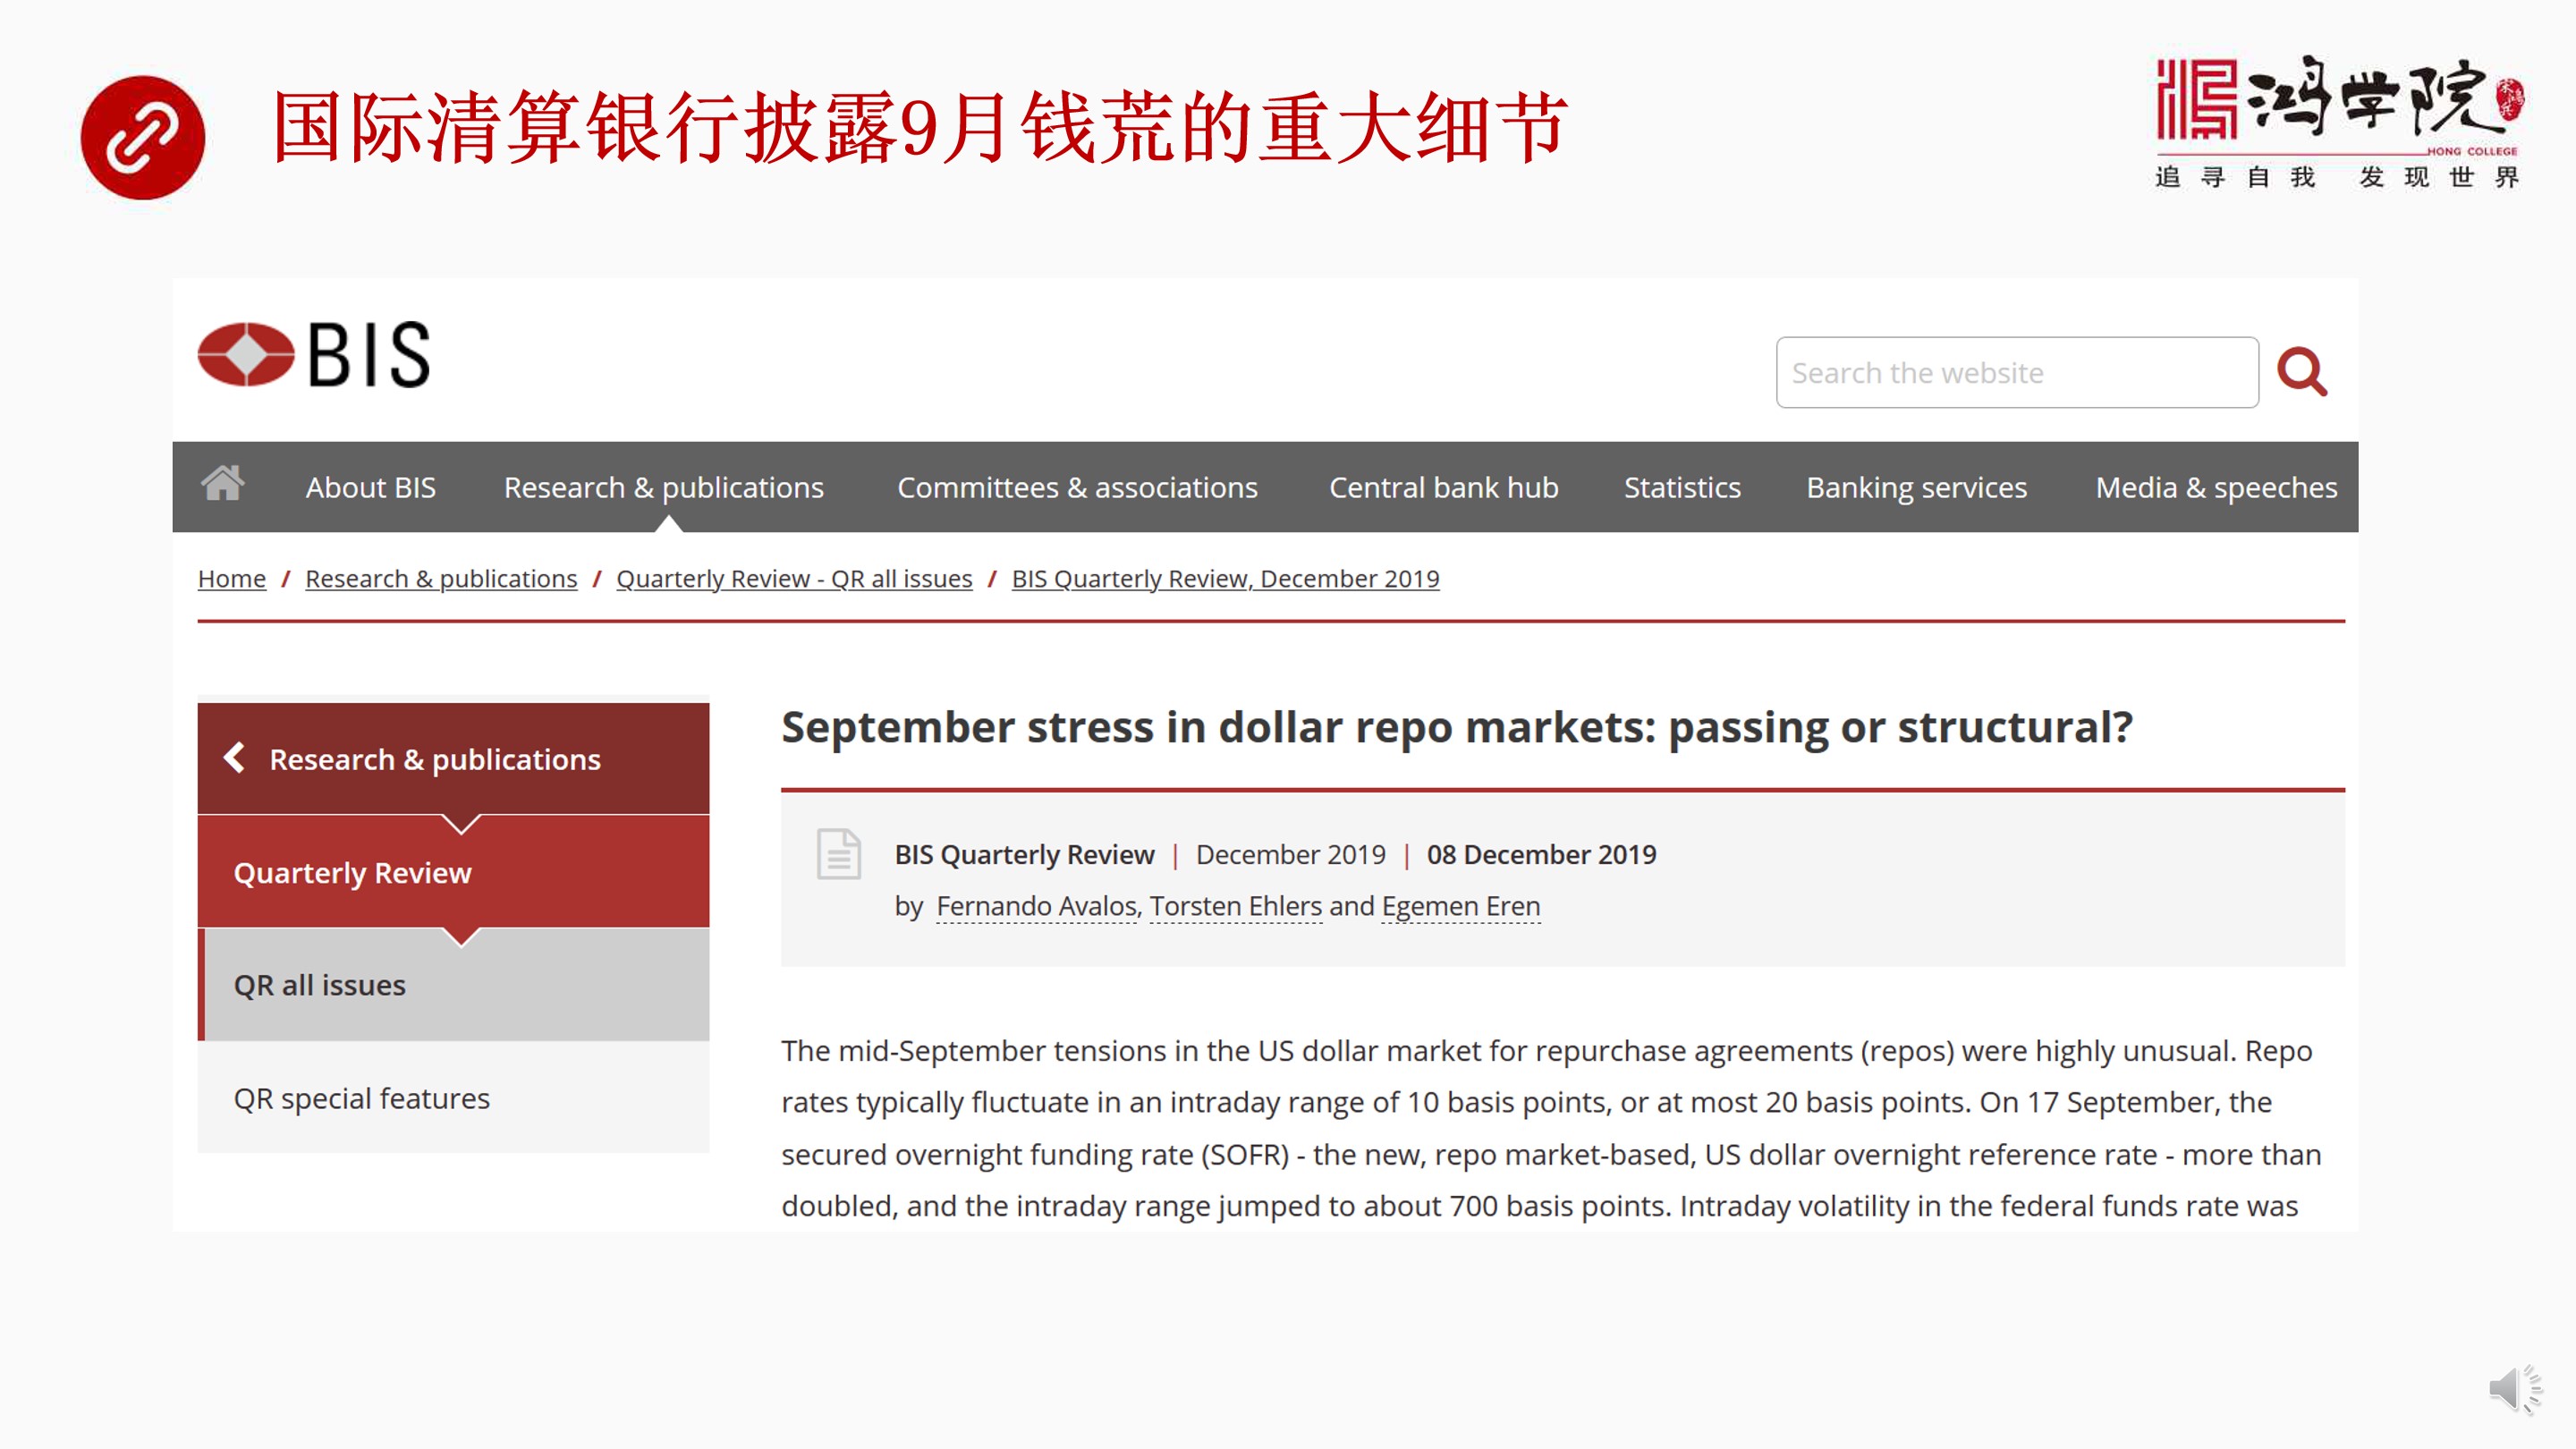 国际清算银行披露9月钱荒的重大细节
鸿学院
HONG COLLEGE
追寻自我 发现世界
BIS
Search the website
About BIS Research & publications Committees & associations Central bank hub Statistics Banking services Media & speeches
Home / Research & publications / Quarterly Review - QR all issues / BIS Quarterly Review, December 2019
Research & publications
Quarterly Review
QR all issues
QR special features
September stress in dollar repo markets: passing or structural?
BIS Quarterly Review | December 2019 | 08 December 2019
by Fernando Avalos, Torsten Ehlers and Egemen Eren
The mid-September tensions in the US dollar market for repurchase agreements (repos) were highly unusual. Repo
rates typically fluctuate in an intraday range of 10 basis points, or at most 20 basis points. On 17 September, the
secured overnight funding rate (SOFR) - the new, repo market-based, US dollar overnight reference rate - more than
doubled, and the intraday range jumped to about 700 basis points. Intraday volatility in the federal funds rate was